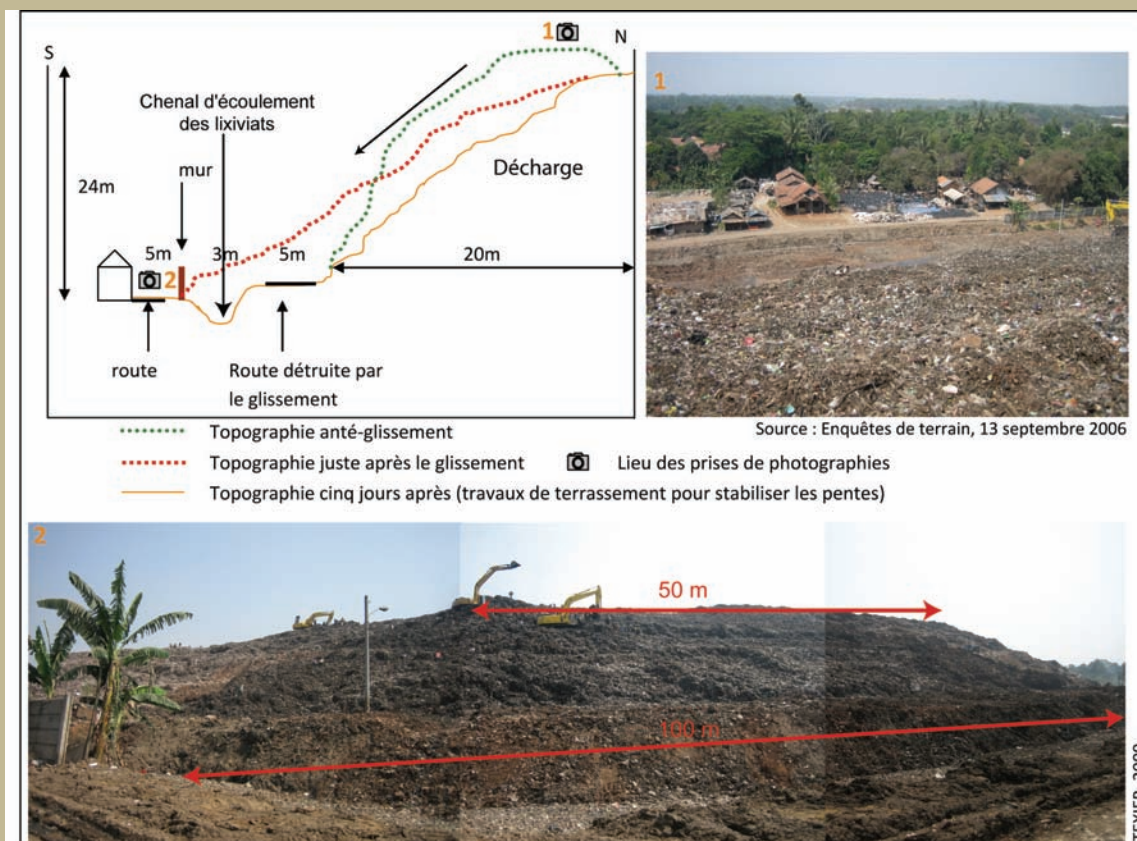 S
1
N
1
Chenal d'écoulement
des lixiviats
mur
Décharge
24m
5m
3m
5m
20m
2
route
Route détruite par
le glissement
Source : Enquêtes de terrain, 13 septembre 2006
Topographie anté-glissement
Topographie juste après le glissement
Lieu des prises de photographies
Topographie cinq jours après (travaux de terrassement pour stabiliser les pentes)
2
50 m
100 m